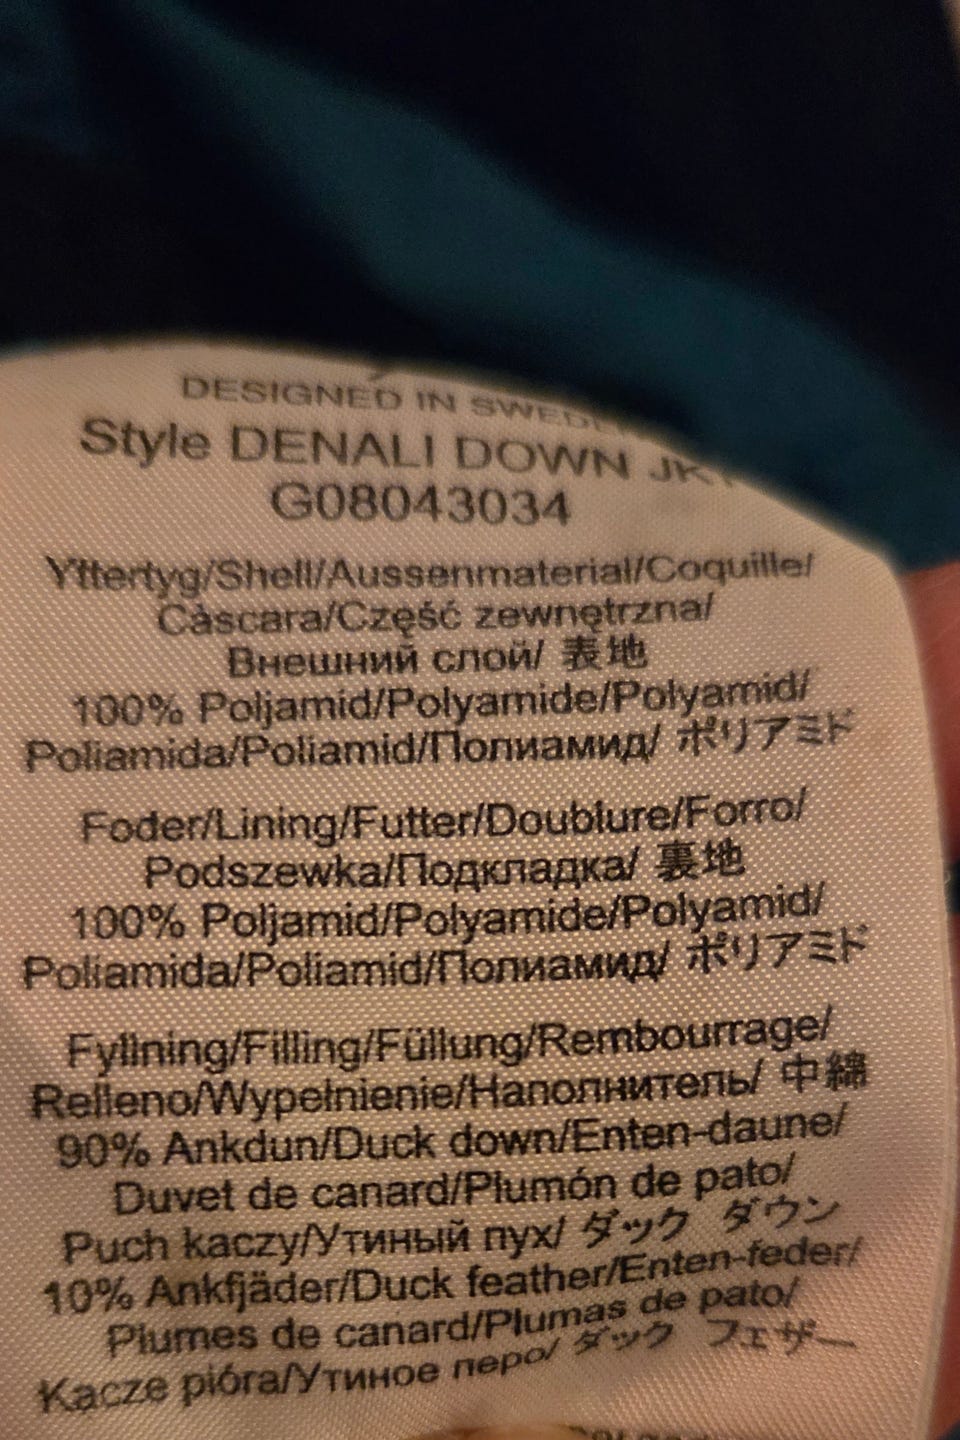 DESIGNED IN SWEDEN
Style DENALI DOWN
G08043034
Yttertyg/Shell/Aussenmaterial/Coquille/
Càscara/Część zewnętrzna/
Внешний слой/ 表地
100% Poljamid/Polyamide/Polyamid/
Poliamida/Poliamid/Полиамид/ ポリアミド
Foder/Lining/Futter/Doublure/Forro/
Podszewka/Подкладка/ 裏地
100% Poljamid/Polyamide/Polyamid/
Poliamida/Poliamid/Полиамид/ ポリアミド
Fyllning/Filling/Füllung/Rembourrage/
Relleno/Wypełnienie/Наполнитель/ 中綿
90% Ankdun/Duck down/Enten-daune/
Duvet de canard/Plumón de pato/
Puch kaczy/Утиный пух/ ダック ダウン
10% Ankfjäder/Duck feather/Enten-feder/
Plumes de canard/Plumas de pato/
Kącze pióra/Утиное перо/ ダック フェザー